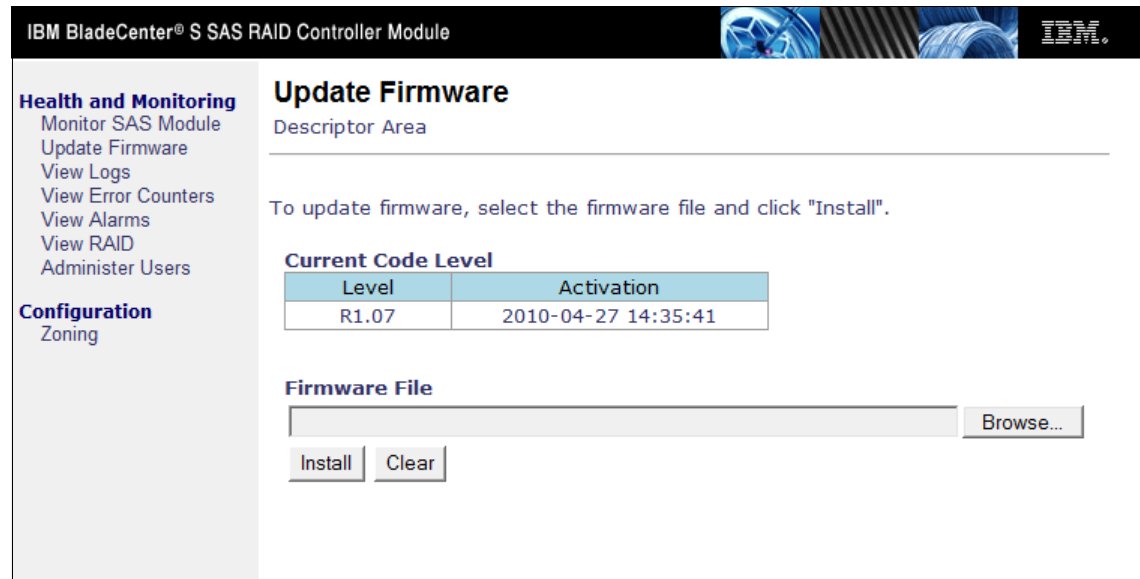 IBM BladeCenter® S SAS RAID Controller Module
IBM®
Health and Monitoring
Monitor SAS Module
Update Firmware
View Logs
View Error Counters
View Alarms
View RAID
Administer Users
Configuration
Zoning
Update Firmware
Descriptor Area
To update firmware, select the firmware file and click "Install".
Current Code Level
Level Activation
R1.07 2010-04-27 14:35:41
Firmware File
Browse...
Install Clear